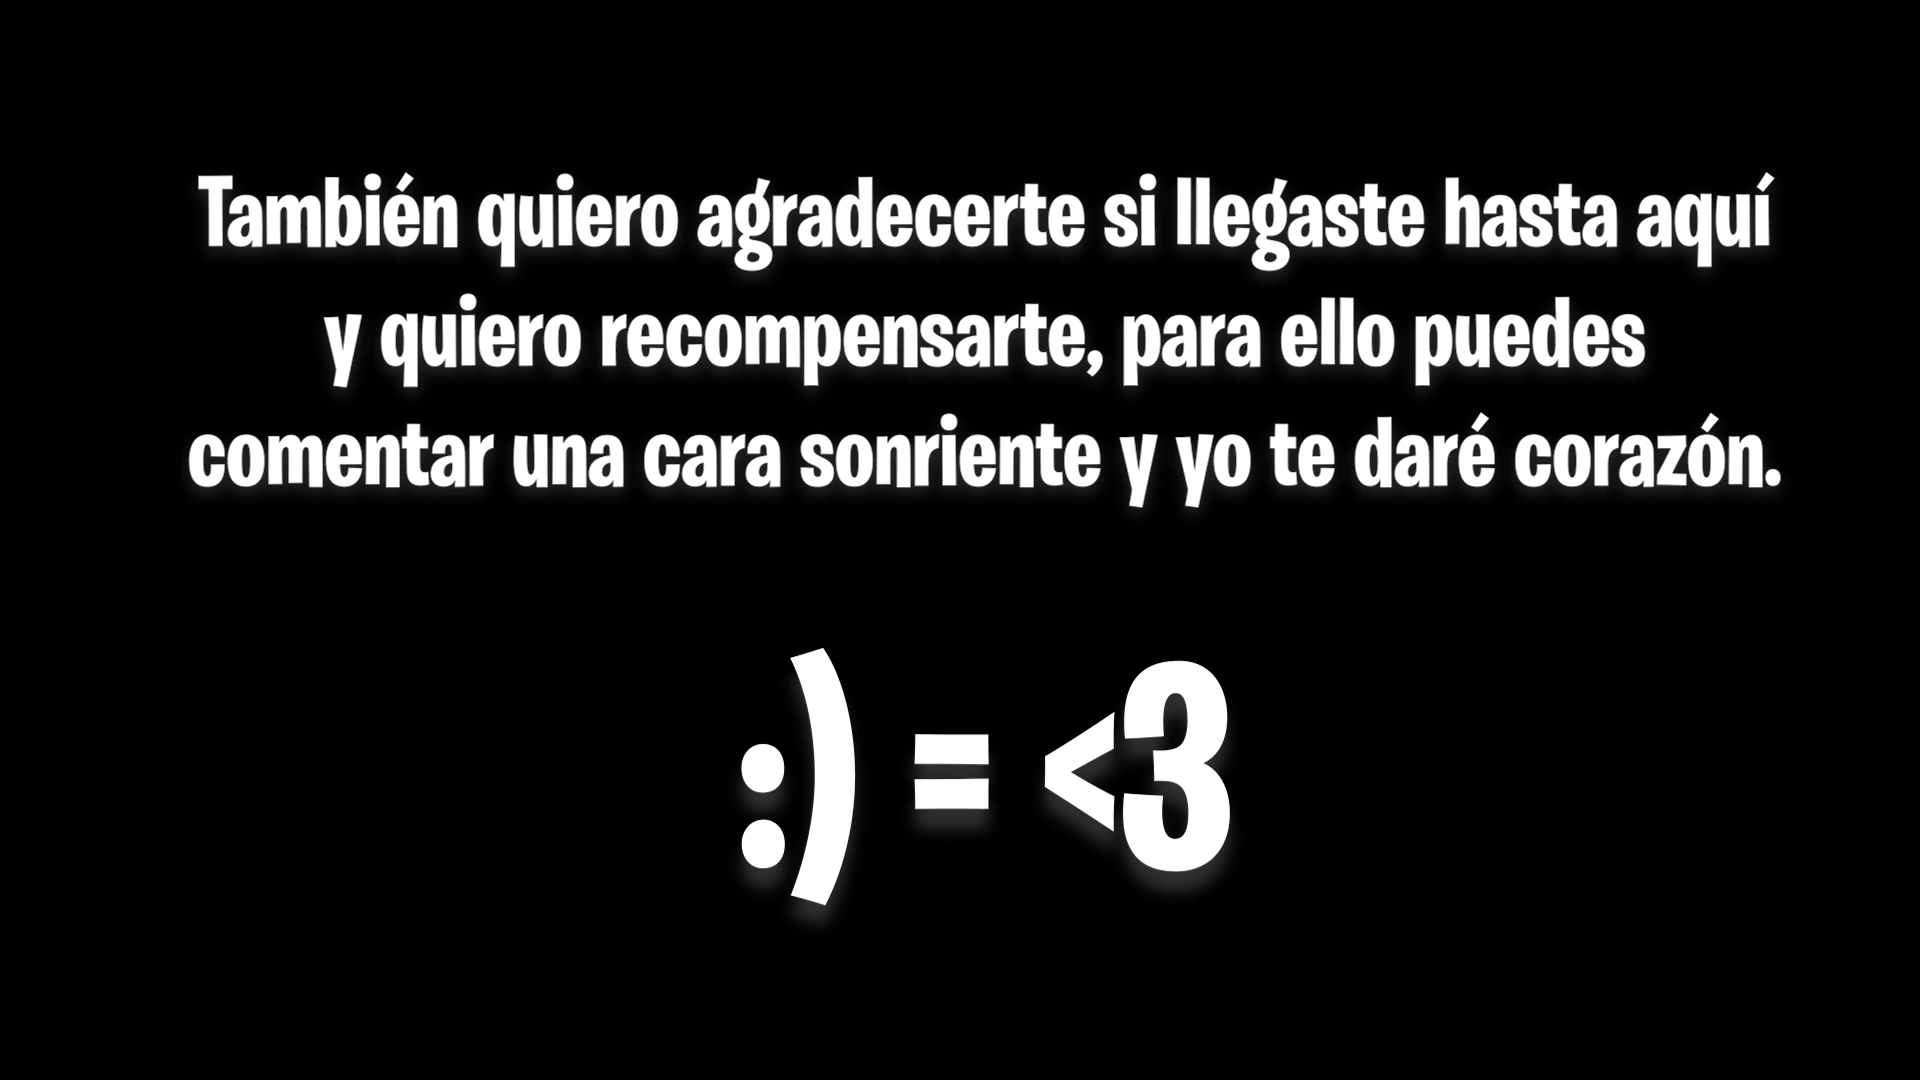 También quiero agradecerte si llegaste hasta aquí
y quiero recompensarte, para ello puedes
comentar una cara sonriente y yo te daré corazón.
:) = <3